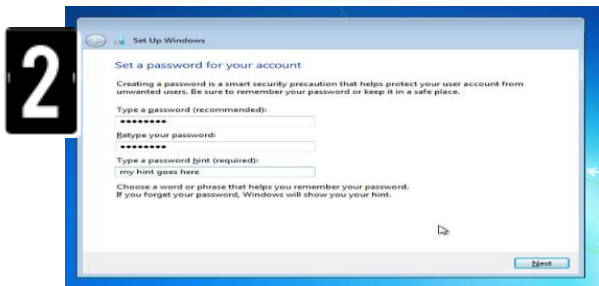 2
Set Up Windows
Set a password for your account
Creating a password is a smart security precaution that helps protect your user account from
unwanted users. Be sure to remember your password or keep it in a safe place.
Type a password (recommended):
●●●●●●●●
Retype your password:
●●●●●●●●
Type a password hint (required):
my hint goes here
Choose a word or phrase that helps you remember your password.
If you forget your password, Windows will show you your hint.
Next